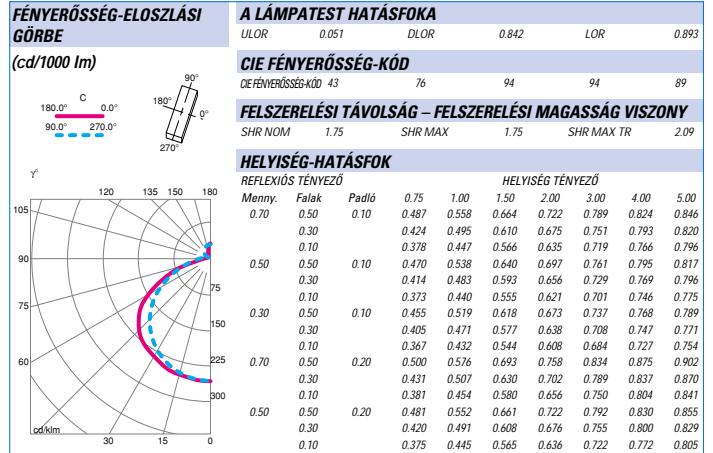 FÉNYERŐSSÉG-ELOSZLÁSI
GÖRBE
(cd/1000 lm)
C
180.0° 0.0°
90.0° 270.0°
90°
180° 0°
270°
γ°
120 135 150 180
105
90
75
60
75
150
225
300
cd/klm
30 15 0
A LÁMPATEST HATÁSFOKA
ULOR 0.051 DLOR 0.842 LOR 0.893
CIE FÉNYERŐSSÉG-KÓD
CIE FÉNYERŐSSÉG-KÓD 43 76 94 94 89
FELSZERELÉSI TÁVOLSÁG – FELSZERELÉSI MAGASSÁG VISZONY
SHR NOM 1.75 SHR MAX 1.75 SHR MAX TR 2.09
HELYISÉG-HATÁSFOK
REFLEXIÓS TÉNYEZŐ HELYISÉG TÉNYEZŐ
Menny. Falak Padló 0.75 1.00 1.50 2.00 3.00 4.00 5.00
0.70 0.50 0.10 0.487 0.558 0.664 0.722 0.789 0.824 0.846
0.30 0.424 0.495 0.610 0.675 0.751 0.793 0.820
0.10 0.378 0.447 0.566 0.635 0.719 0.766 0.796
0.50 0.50 0.10 0.470 0.538 0.640 0.697 0.761 0.795 0.817
0.30 0.414 0.483 0.593 0.656 0.729 0.769 0.796
0.10 0.373 0.440 0.555 0.621 0.701 0.746 0.775
0.30 0.50 0.10 0.455 0.519 0.618 0.673 0.737 0.768 0.789
0.30 0.405 0.471 0.577 0.638 0.708 0.747 0.771
0.10 0.367 0.432 0.544 0.608 0.684 0.727 0.754
0.70 0.50 0.20 0.500 0.576 0.693 0.758 0.834 0.875 0.902
0.30 0.431 0.507 0.630 0.702 0.789 0.837 0.870
0.10 0.381 0.454 0.580 0.656 0.750 0.804 0.841
0.50 0.50 0.20 0.481 0.552 0.661 0.722 0.792 0.830 0.855
0.30 0.420 0.491 0.608 0.676 0.755 0.800 0.829
0.10 0.375 0.445 0.565 0.636 0.722 0.772 0.805